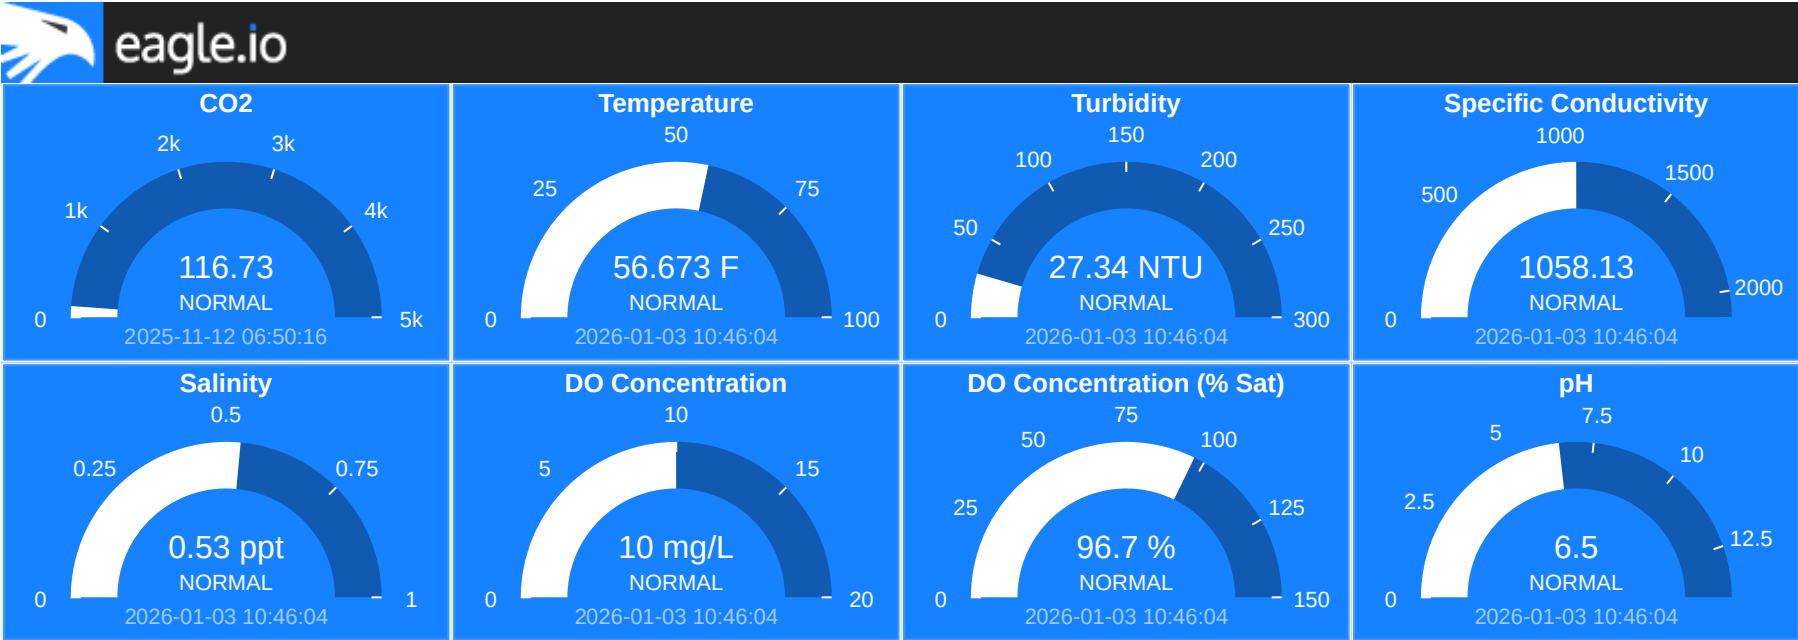 eagle.io
CO2
0
1k
2k
3k
4k
5k
116.73
NORMAL
2025-11-12 06:50:16
Temperature
0
25
50
75
100
56.673 F
NORMAL
2026-01-03 10:46:04
Turbidity
0
50
100
150
200
250
300
27.34 NTU
NORMAL
2026-01-03 10:46:04
Specific Conductivity
0
500
1000
1500
2000
1058.13
NORMAL
2026-01-03 10:46:04
Salinity
0
0.25
0.5
0.75
1
0.53 ppt
NORMAL
2026-01-03 10:46:04
DO Concentration
0
5
10
15
20
10 mg/L
NORMAL
2026-01-03 10:46:04
DO Concentration (% Sat)
0
25
50
75
100
125
150
96.7 %
NORMAL
2026-01-03 10:46:04
pH
0
2.5
5
7.5
10
12.5
6.5
NORMAL
2026-01-03 10:46:04